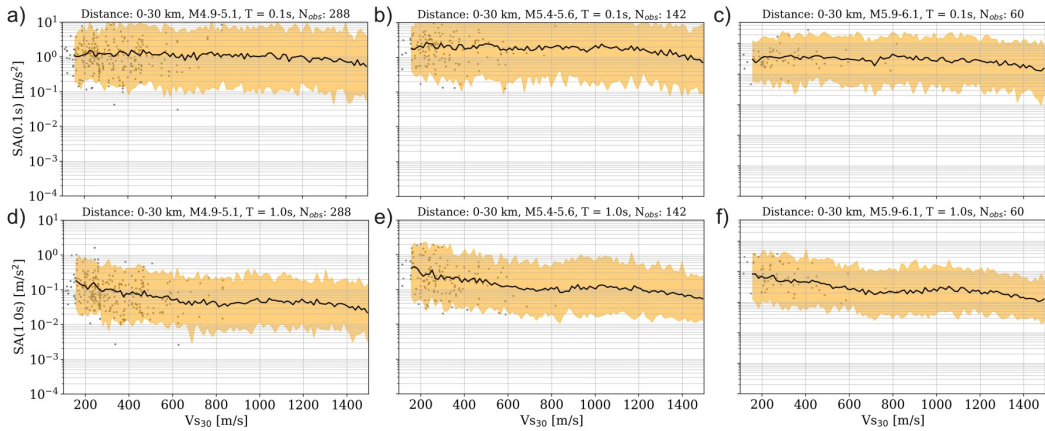 a) Distance: 0-30 km, M4.9-5.1, T = 0.1s, N_obs: 288
b) Distance: 0-30 km, M5.4-5.6, T = 0.1s, N_obs: 142
c) Distance: 0-30 km, M5.9-6.1, T = 0.1s, N_obs: 60
SA(0.1s) [m/s²]
10¹
10⁰
10⁻¹
10⁻²
10⁻³
10⁻⁴
d) Distance: 0-30 km, M4.9-5.1, T = 1.0s, N_obs: 288
e) Distance: 0-30 km, M5.4-5.6, T = 1.0s, N_obs: 142
f) Distance: 0-30 km, M5.9-6.1, T = 1.0s, N_obs: 60
SA(1.0s) [m/s²]
10¹
10⁰
10⁻¹
10⁻²
10⁻³
10⁻⁴
200 400 600 800 1000 1200 1400
200 400 600 800 1000 1200 1400
200 400 600 800 1000 1200 1400
Vs₃₀ [m/s]
Vs₃₀ [m/s]
Vs₃₀ [m/s]